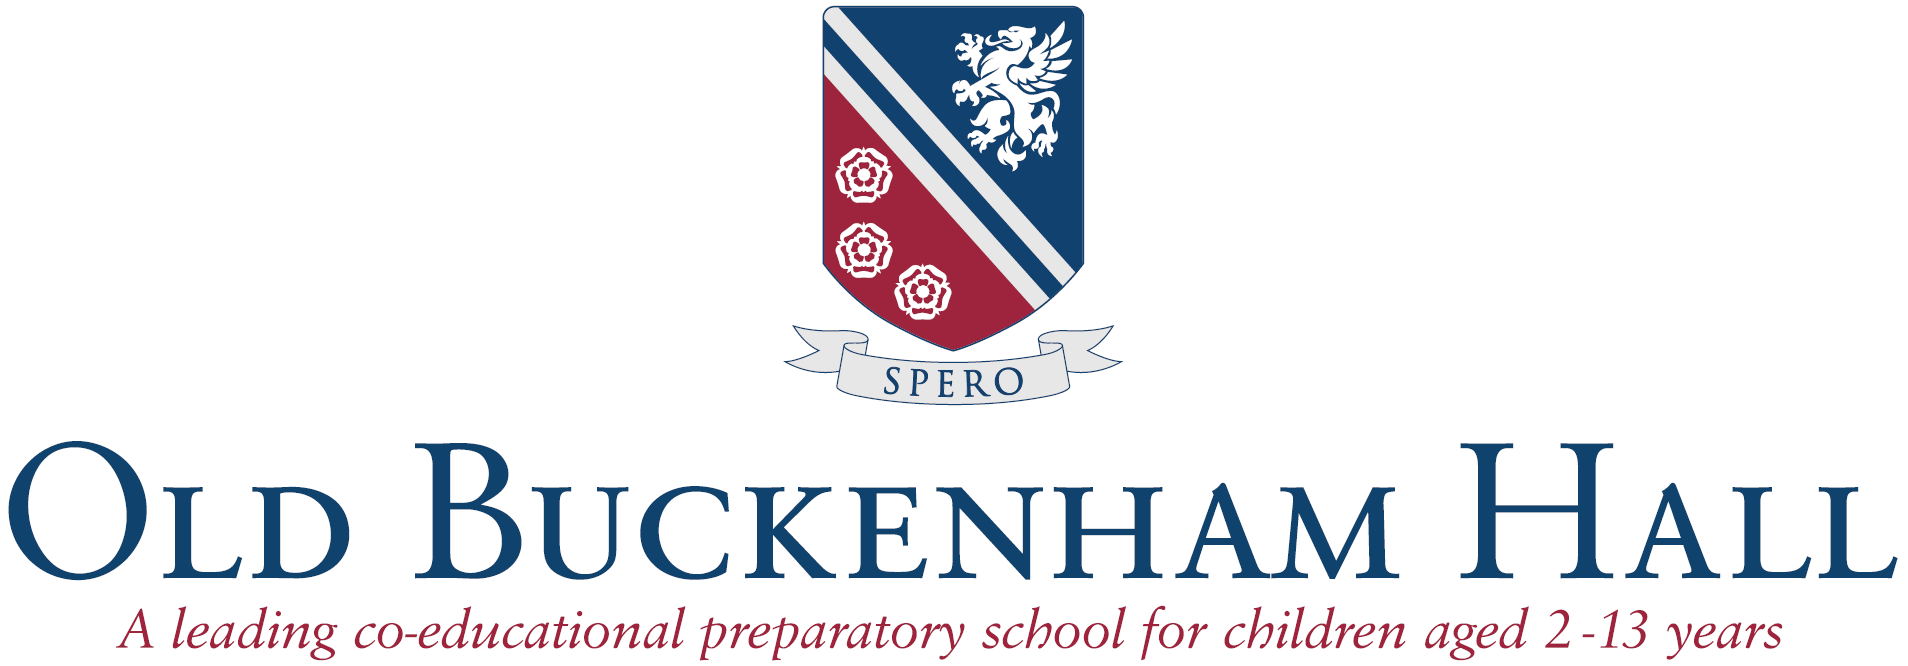 SPERO
OLD BUCKENHAM HALL
A leading co-educational preparatory school for children aged 2-13 years